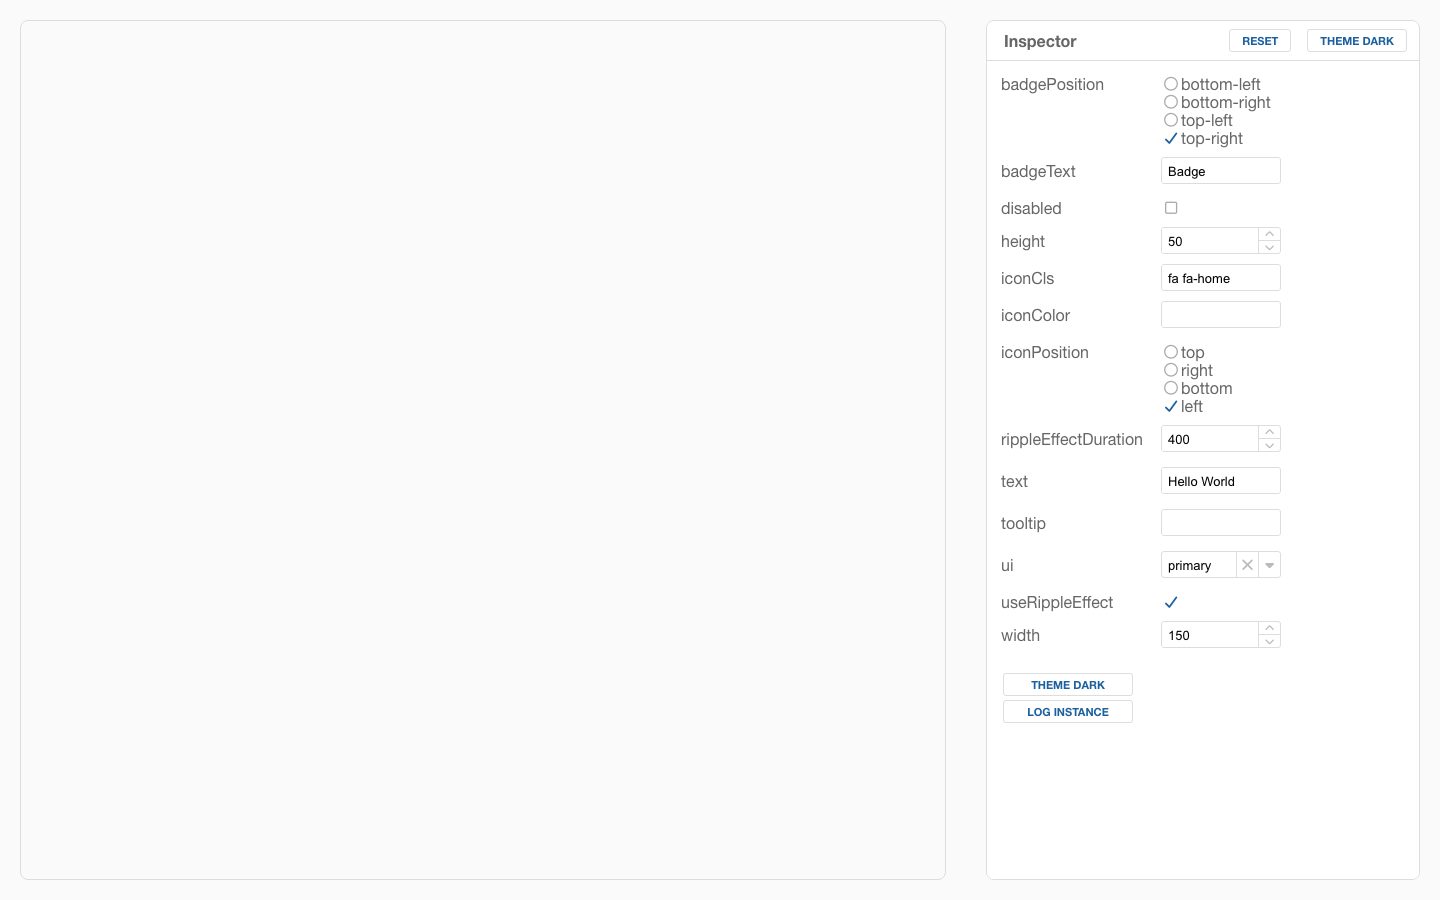 Inspector
RESET
THEME DARK
badgePosition
bottom-left
bottom-right
top-left
top-right
badgeText
Badge
disabled
height
50
iconCls
fa fa-home
iconColor
iconPosition
top
right
bottom
left
rippleEffectDuration
400
text
Hello World
tooltip
ui
primary
useRippleEffect
width
150
THEME DARK
LOG INSTANCE